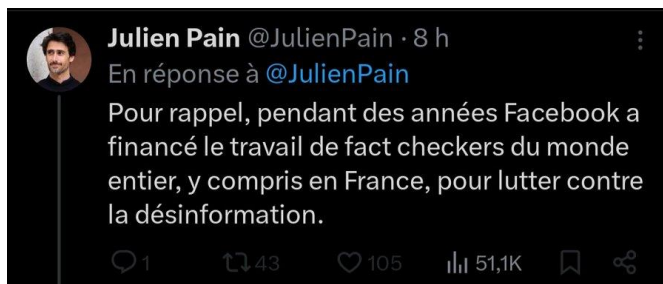 Julien Pain @JulienPain · 8 h
En réponse à @JulienPain
Pour rappel, pendant des années Facebook a
financé le travail de fact checkers du monde
entier, y compris en France, pour lutter contre
la désinformation.
1 43 105 51,1K